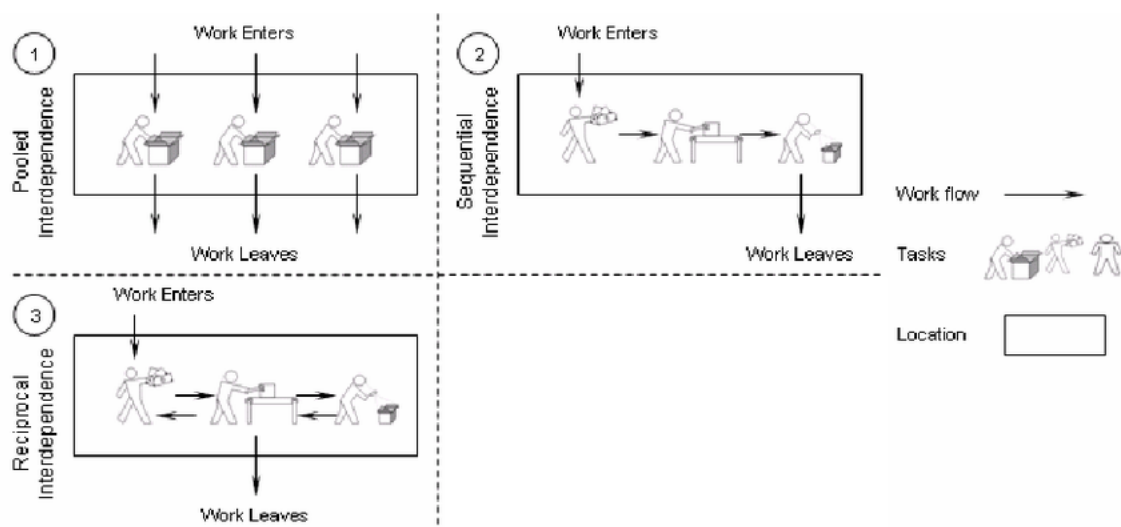 1
Work Enters
Pooled
Interdependence
Work Leaves
2
Work Enters
Sequential
Interdependence
Work Leaves
3
Work Enters
Reciprocal
Interdependence
Work Leaves
Work flow
Tasks
Location